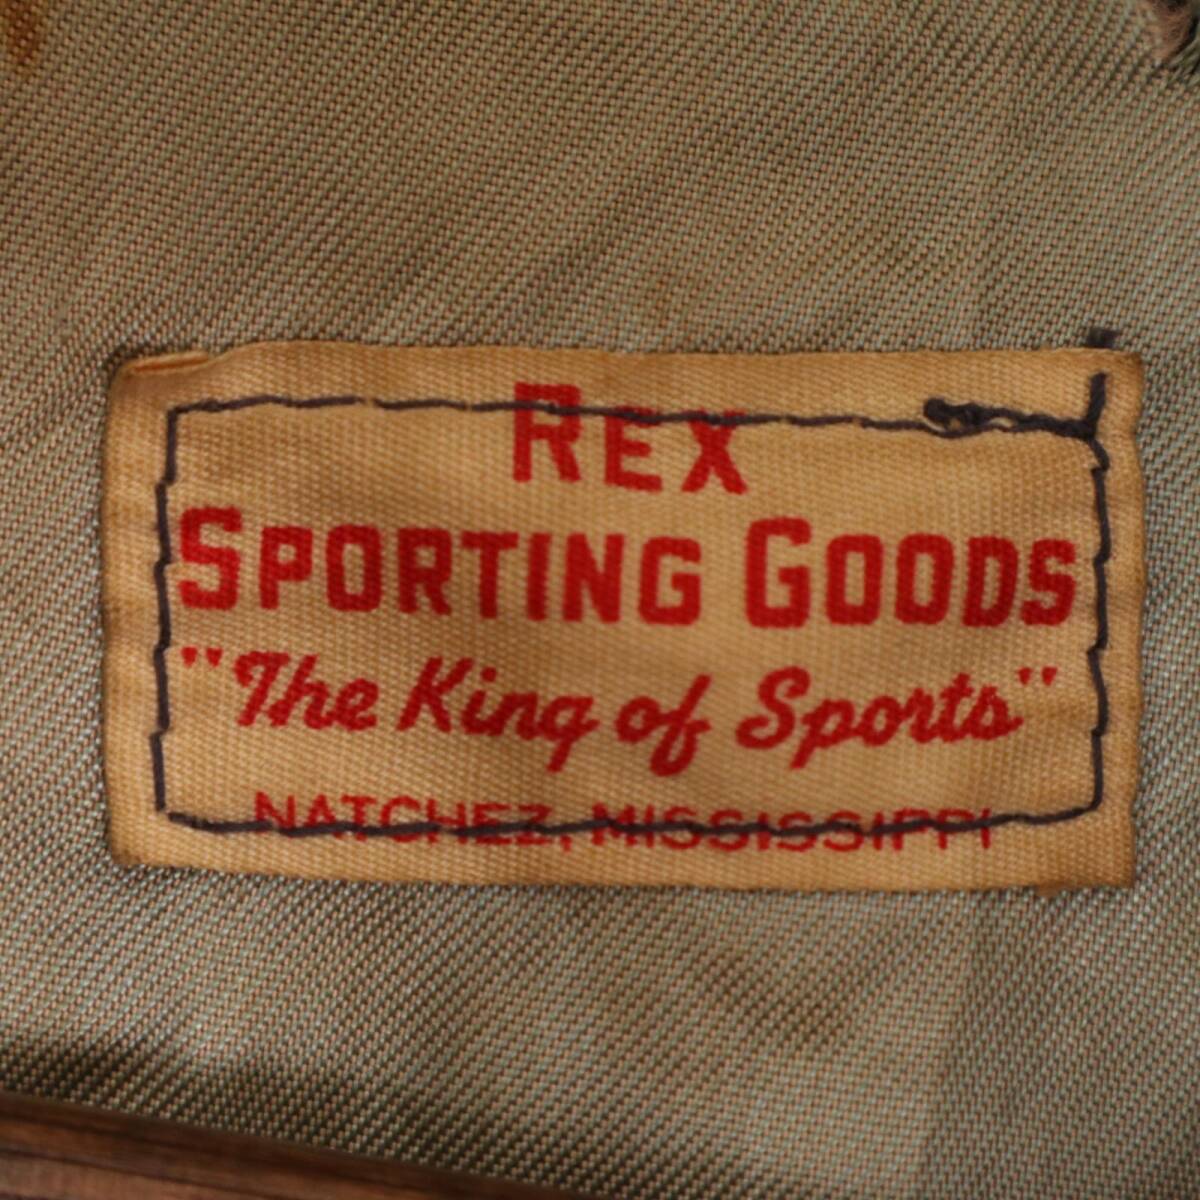 REX
SPORTING GOODS
"The King of Sports"
NATCHEZ, MISSISSIPPI